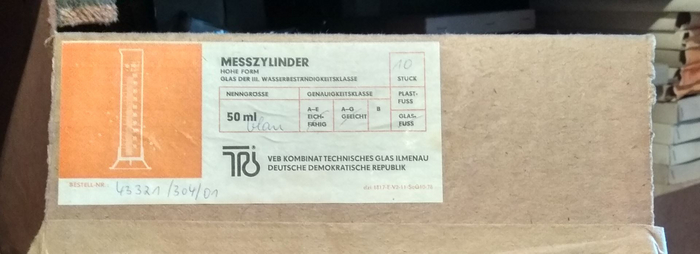 MESSZYLINDER
HOHE FORM
GLAS DER III. WASSERBESTÄNDIGKEITSKLASSE
10
STÜCK
NENNGRÖSSE
GENAUIGKEITSKLASSE
PLAST-
FUSS
50 ml
blau
A-E
EICH-
FÄHIG
A-G
GEEICHT
B
GLAS-
FUSS
VEB KOMBINAT TECHNISCHES GLAS ILMENAU
DEUTSCHE DEMOKRATISCHE REPUBLIK
BESTELL-NR.: 43321/304/01